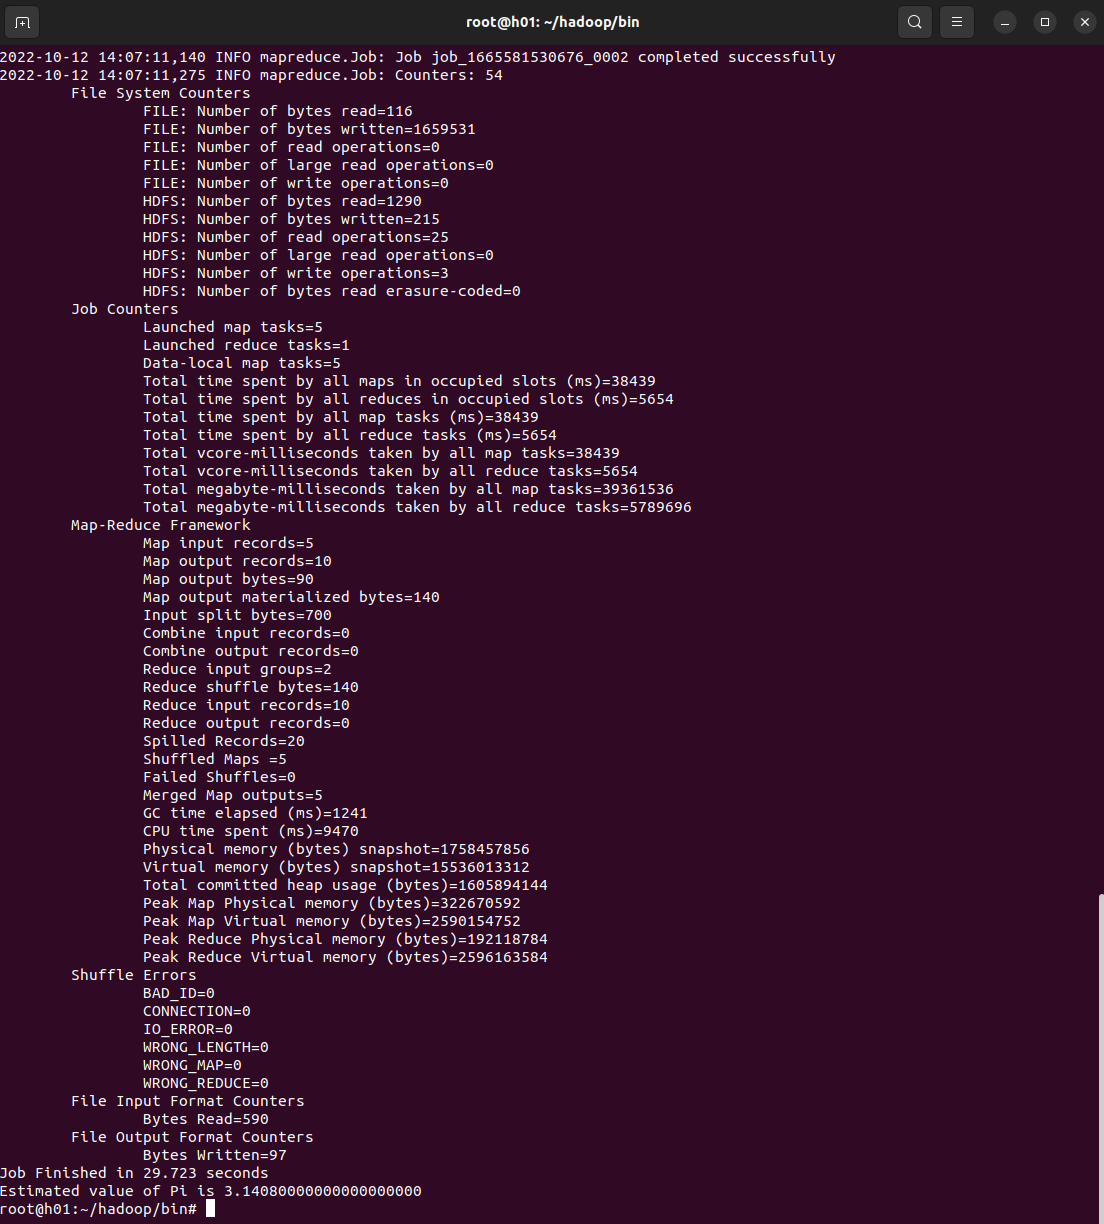 root@h01: ~/hadoop/bin
2022-10-12 14:07:11,140 INFO mapreduce.Job: Job job_1665581530676_0002 completed successfully
2022-10-12 14:07:11,275 INFO mapreduce.Job: Counters: 54
File System Counters
FILE: Number of bytes read=116
FILE: Number of bytes written=1659531
FILE: Number of read operations=0
FILE: Number of large read operations=0
FILE: Number of write operations=0
HDFS: Number of bytes read=1290
HDFS: Number of bytes written=215
HDFS: Number of read operations=25
HDFS: Number of large read operations=0
HDFS: Number of write operations=3
HDFS: Number of bytes read erasure-coded=0
Job Counters
Launched map tasks=5
Launched reduce tasks=1
Data-local map tasks=5
Total time spent by all maps in occupied slots (ms)=38439
Total time spent by all reduces in occupied slots (ms)=5654
Total time spent by all map tasks (ms)=38439
Total time spent by all reduce tasks (ms)=5654
Total vcore-milliseconds taken by all map tasks=38439
Total vcore-milliseconds taken by all reduce tasks=5654
Total megabyte-milliseconds taken by all map tasks=39361536
Total megabyte-milliseconds taken by all reduce tasks=5789696
Map-Reduce Framework
Map input records=5
Map output records=10
Map output bytes=90
Map output materialized bytes=140
Input split bytes=700
Combine input records=0
Combine output records=0
Reduce input groups=2
Reduce shuffle bytes=140
Reduce input records=10
Reduce output records=0
Spilled Records=20
Shuffled Maps =5
Failed Shuffles=0
Merged Map outputs=5
GC time elapsed (ms)=1241
CPU time spent (ms)=9470
Physical memory (bytes) snapshot=1758457856
Virtual memory (bytes) snapshot=15536013312
Total committed heap usage (bytes)=1605894144
Peak Map Physical memory (bytes)=322670592
Peak Map Virtual memory (bytes)=2590154752
Peak Reduce Physical memory (bytes)=192118784
Peak Reduce Virtual memory (bytes)=2596163584
Shuffle Errors
BAD_ID=0
CONNECTION=0
IO_ERROR=0
WRONG_LENGTH=0
WRONG_MAP=0
WRONG_REDUCE=0
File Input Format Counters
Bytes Read=590
File Output Format Counters
Bytes Written=97
Job Finished in 29.723 seconds
Estimated value of Pi is 3.14080000000000000000
root@h01:~/hadoop/bin#